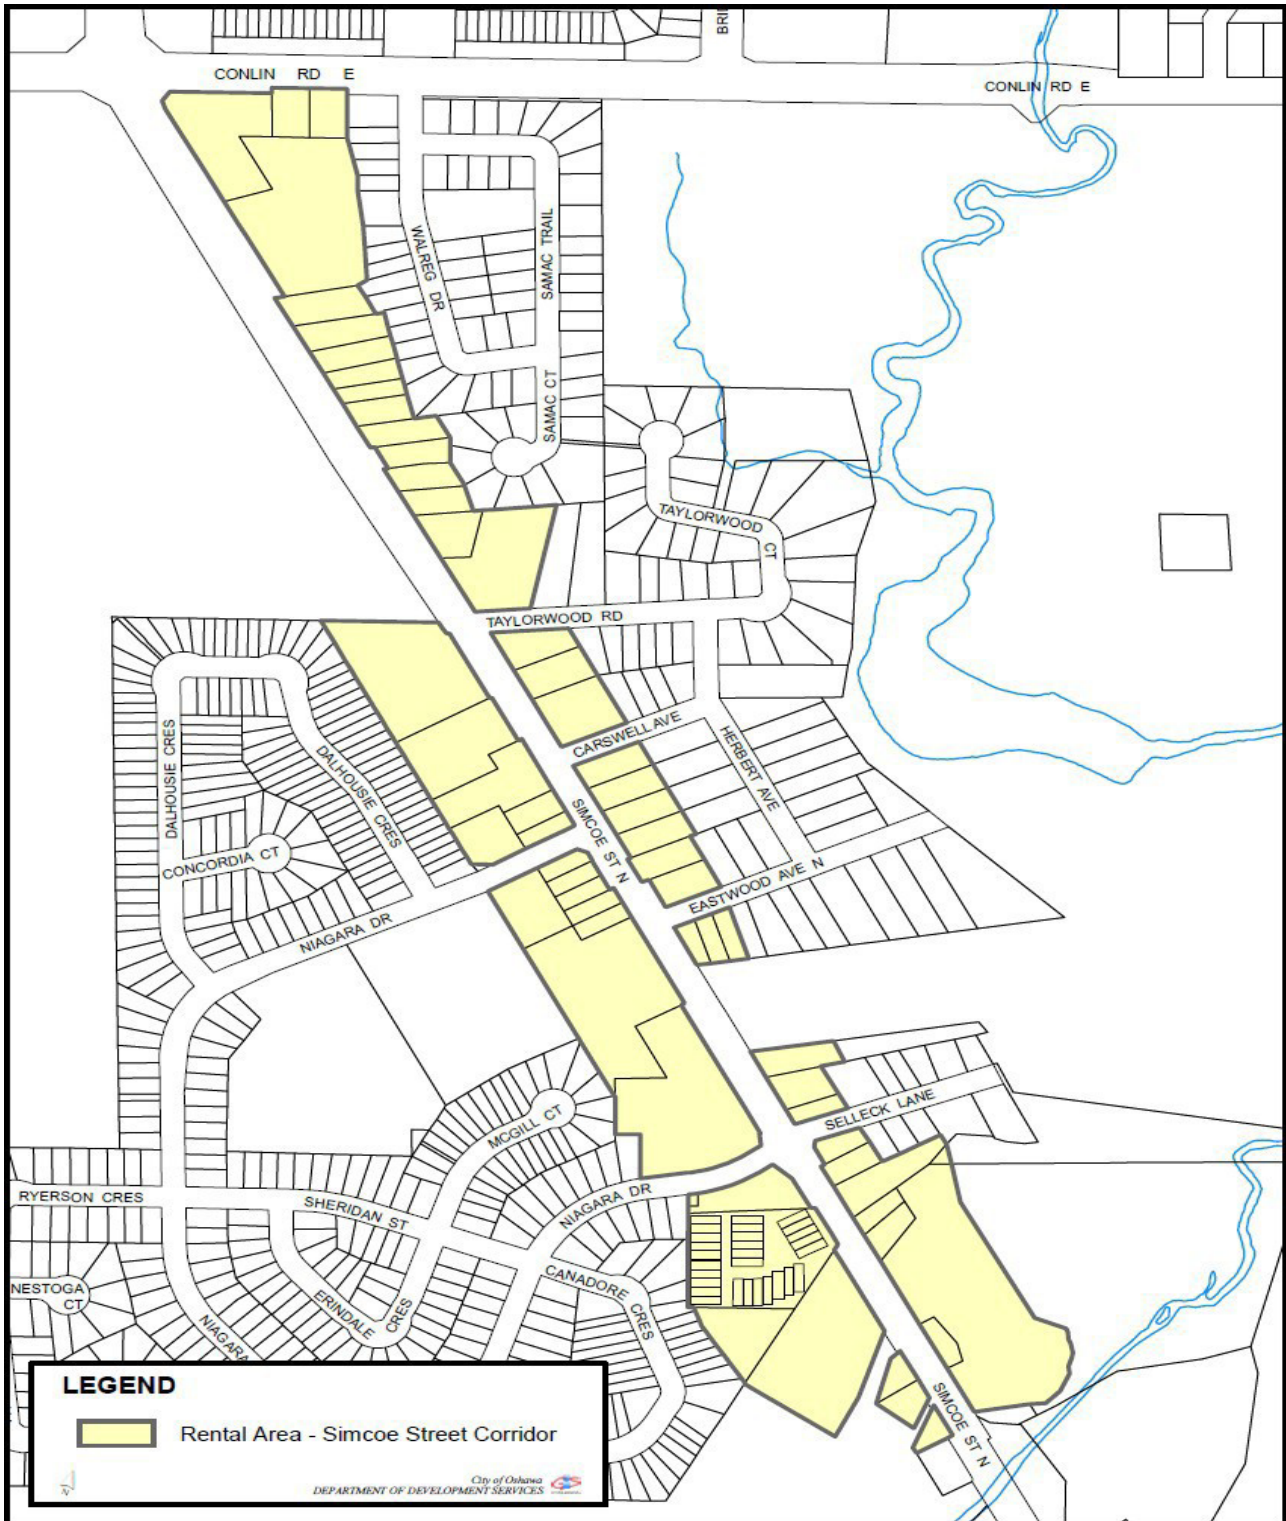 BRI
CONLIN RD E
CONLIN RD E
WALREG DR
SAMAC TRAIL
SAMAC CT
TAYLORWOOD
CT
TAYLORWOOD RD
CARSWELL AVE
HERBERT AVE
DALHOUSIE CRES
DALHOUSIE CRES
SIMCOE ST N
CONCORDIA CT
EASTWOOD AVE N
NIAGARA DR
SELLECK LANE
MCGILL CT
RYERSON CRES
SHERIDAN ST
NIAGARA DR
NESTOGA
CT
ERINDALE
CRES
CANADORE CRES
NIAGARA
SIMCOE ST N
LEGEND
Rental Area - Simcoe Street Corridor
City of Oshawa
DEPARTMENT OF DEVELOPMENT SERVICES